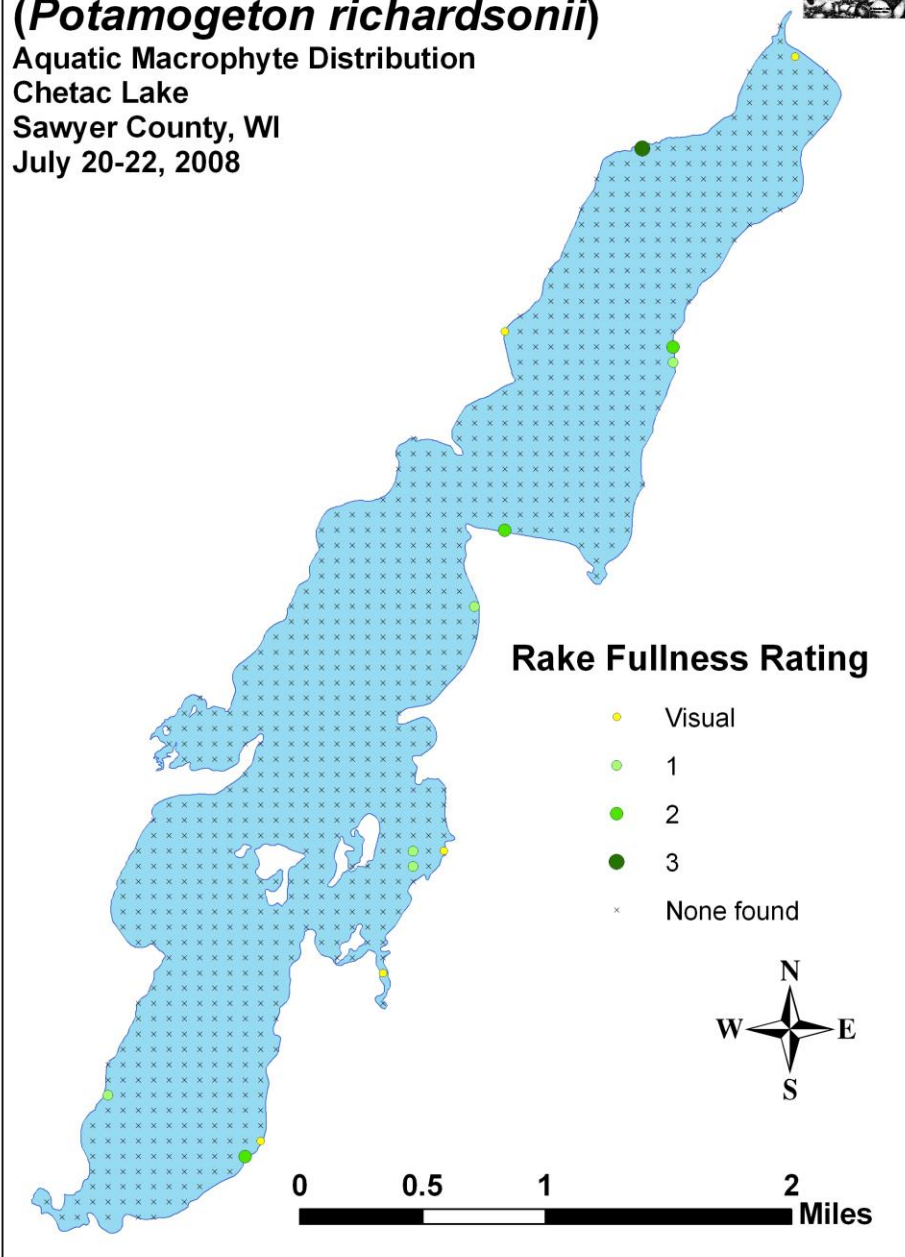 (Potamogeton richardsonii)
Aquatic Macrophyte Distribution
Chetac Lake
Sawyer County, WI
July 20-22, 2008
Rake Fullness Rating
Visual
1
2
3
None found
N
W E
S
0 0.5 1 2
Miles